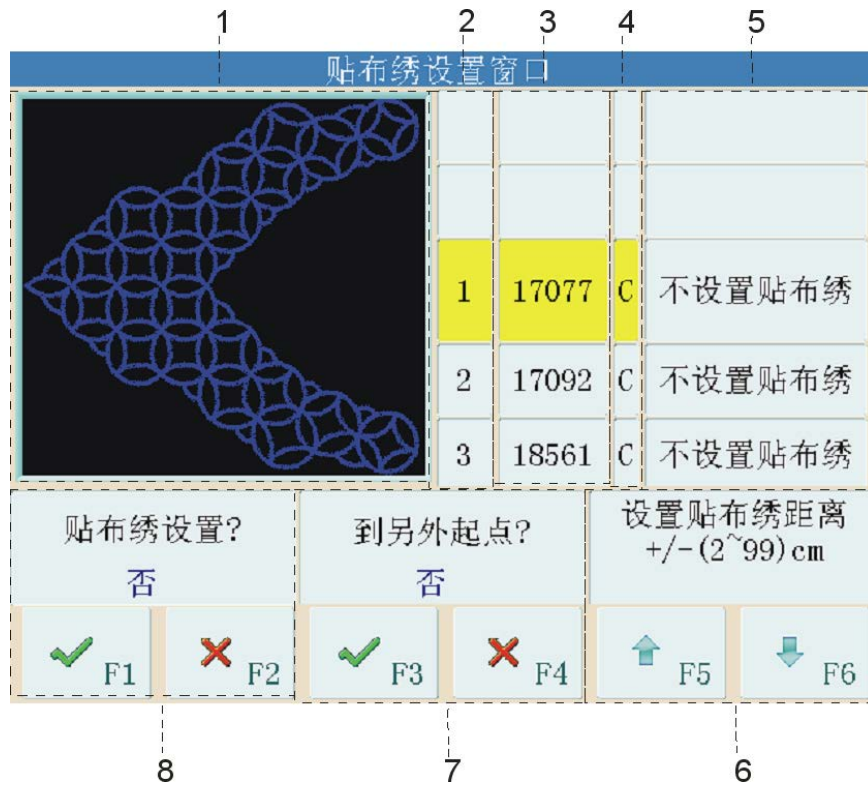 1 2 3 4 5
贴布绣设置窗口
1 17077 C 不设置贴布绣
2 17092 C 不设置贴布绣
3 18561 C 不设置贴布绣
贴布绣设置?
否
到另外起点?
否
设置贴布绣距离
+/-(2~99)cm
F1 F2 F3 F4 F5 F6
8 7 6